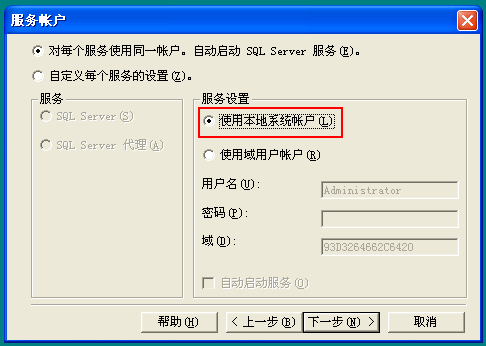 服务帐户
对每个服务使用同一帐户。自动启动 SQL Server 服务(E)。
自定义每个服务的设置(Z)。
服务
SQL Server(S)
SQL Server 代理(A)
服务设置
使用本地系统帐户(L)
使用域用户帐户(R)
用户名(U):
Administrator
密码(P):
域(D):
93D3264662C6420
自动启动服务(O)
帮助(H)
< 上一步(B)
下一步(N) >
取消